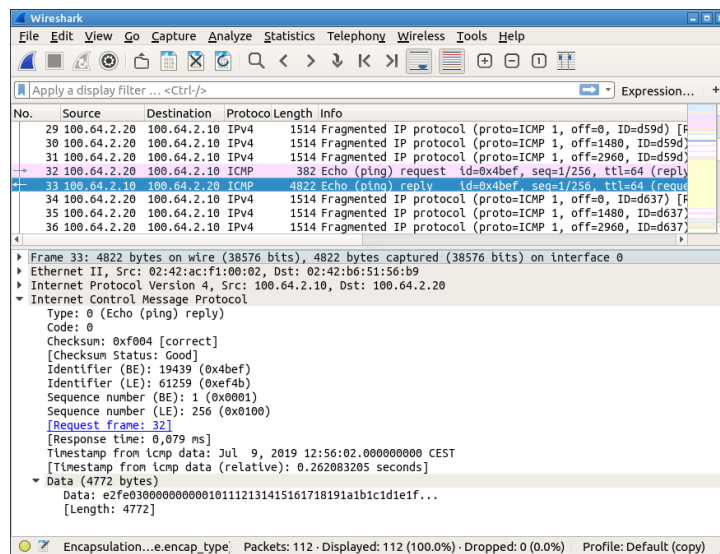 Wireshark
File Edit View Go Capture Analyze Statistics Telephony Wireless Tools Help
Apply a display filter ... <Ctrl-/> Expression... +
No. Source Destination Protocol Length Info
29 100.64.2.20 100.64.2.10 IPv4 1514 Fragmented IP protocol (proto=ICMP 1, off=0, ID=d59d) [R
30 100.64.2.20 100.64.2.10 IPv4 1514 Fragmented IP protocol (proto=ICMP 1, off=1480, ID=d59d)
31 100.64.2.20 100.64.2.10 IPv4 1514 Fragmented IP protocol (proto=ICMP 1, off=2960, ID=d59d)
32 100.64.2.20 100.64.2.10 ICMP 382 Echo (ping) request id=0x4bef, seq=1/256, ttl=64 (reply
33 100.64.2.10 100.64.2.20 ICMP 4822 Echo (ping) reply id=0x4bef, seq=1/256, ttl=64 (reque
34 100.64.2.20 100.64.2.10 IPv4 1514 Fragmented IP protocol (proto=ICMP 1, off=0, ID=d637) [R
35 100.64.2.20 100.64.2.10 IPv4 1514 Fragmented IP protocol (proto=ICMP 1, off=1480, ID=d637)
36 100.64.2.20 100.64.2.10 IPv4 1514 Fragmented IP protocol (proto=ICMP 1, off=2960, ID=d637)
Frame 33: 4822 bytes on wire (38576 bits), 4822 bytes captured (38576 bits) on interface 0
Ethernet II, Src: 02:42:ac:f1:00:02, Dst: 02:42:b6:51:56:b9
Internet Protocol Version 4, Src: 100.64.2.10, Dst: 100.64.2.20
Internet Control Message Protocol
Type: 0 (Echo (ping) reply)
Code: 0
Checksum: 0xf004 [correct]
[Checksum Status: Good]
Identifier (BE): 19439 (0x4bef)
Identifier (LE): 61259 (0xef4b)
Sequence number (BE): 1 (0x0001)
Sequence number (LE): 256 (0x0100)
[Request frame: 32]
[Response time: 0,079 ms]
Timestamp from icmp data: Jul 9, 2019 12:56:02.000000000 CEST
[Timestamp from icmp data (relative): 0.262083205 seconds]
Data (4772 bytes)
Data: e2fe030000000000101112131415161718191a1b1c1d1e1f...
[Length: 4772]
Encapsulation...e.encap_type Packets: 112 · Displayed: 112 (100.0%) · Dropped: 0 (0.0%) Profile: Default (copy)